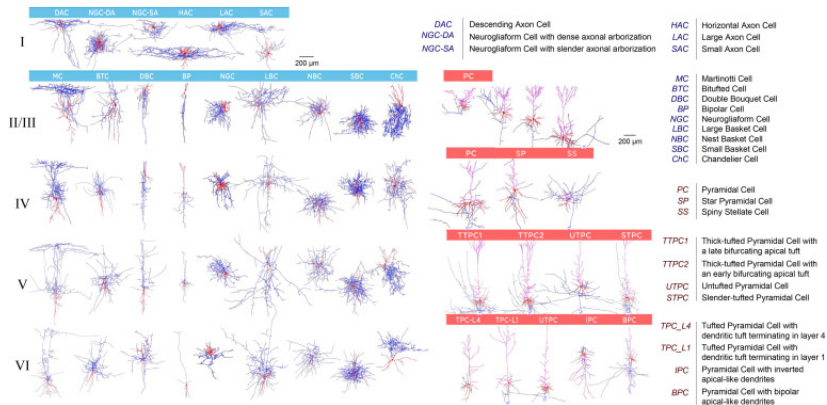 DAC NGC-DA NGC-SA HAC LAC SAC
I
200 μm
DAC Descending Axon Cell
NGC-DA Neurogliaform Cell with dense axonal arborization
NGC-SA Neurogliaform Cell with slender axonal arborization
HAC Horizontal Axon Cell
LAC Large Axon Cell
SAC Small Axon Cell
MC BTC DBC BP NGC LBC NBC SBC ChC
II/III
IV
V
VI
PC
200 μm
PC SP SS
TTPC1 TTPC2 UTPC STPC
TPC-L4 TPC-L1 UTPC IPC BPC
MC Martinotti Cell
BTC Bitufted Cell
DBC Double Bouquet Cell
BP Bipolar Cell
NGC Neurogliaform Cell
LBC Large Basket Cell
NBC Nest Basket Cell
SBC Small Basket Cell
ChC Chandelier Cell
PC Pyramidal Cell
SP Star Pyramidal Cell
SS Spiny Stellate Cell
TTPC1 Thick-tufted Pyramidal Cell with
a late bifurcating apical tuft
TTPC2 Thick-tufted Pyramidal Cell with
an early bifurcating apical tuft
UTPC Untufted Pyramidal Cell
STPC Slender-tufted Pyramidal Cell
TPC_L4 Tufted Pyramidal Cell with
dendritic tuft terminating in layer 4
TPC_L1 Tufted Pyramidal Cell with
dendritic tuft terminating in layer 1
IPC Pyramidal Cell with inverted
apical-like dendrites
BPC Pyramidal Cell with bipolar
apical-like dendrites